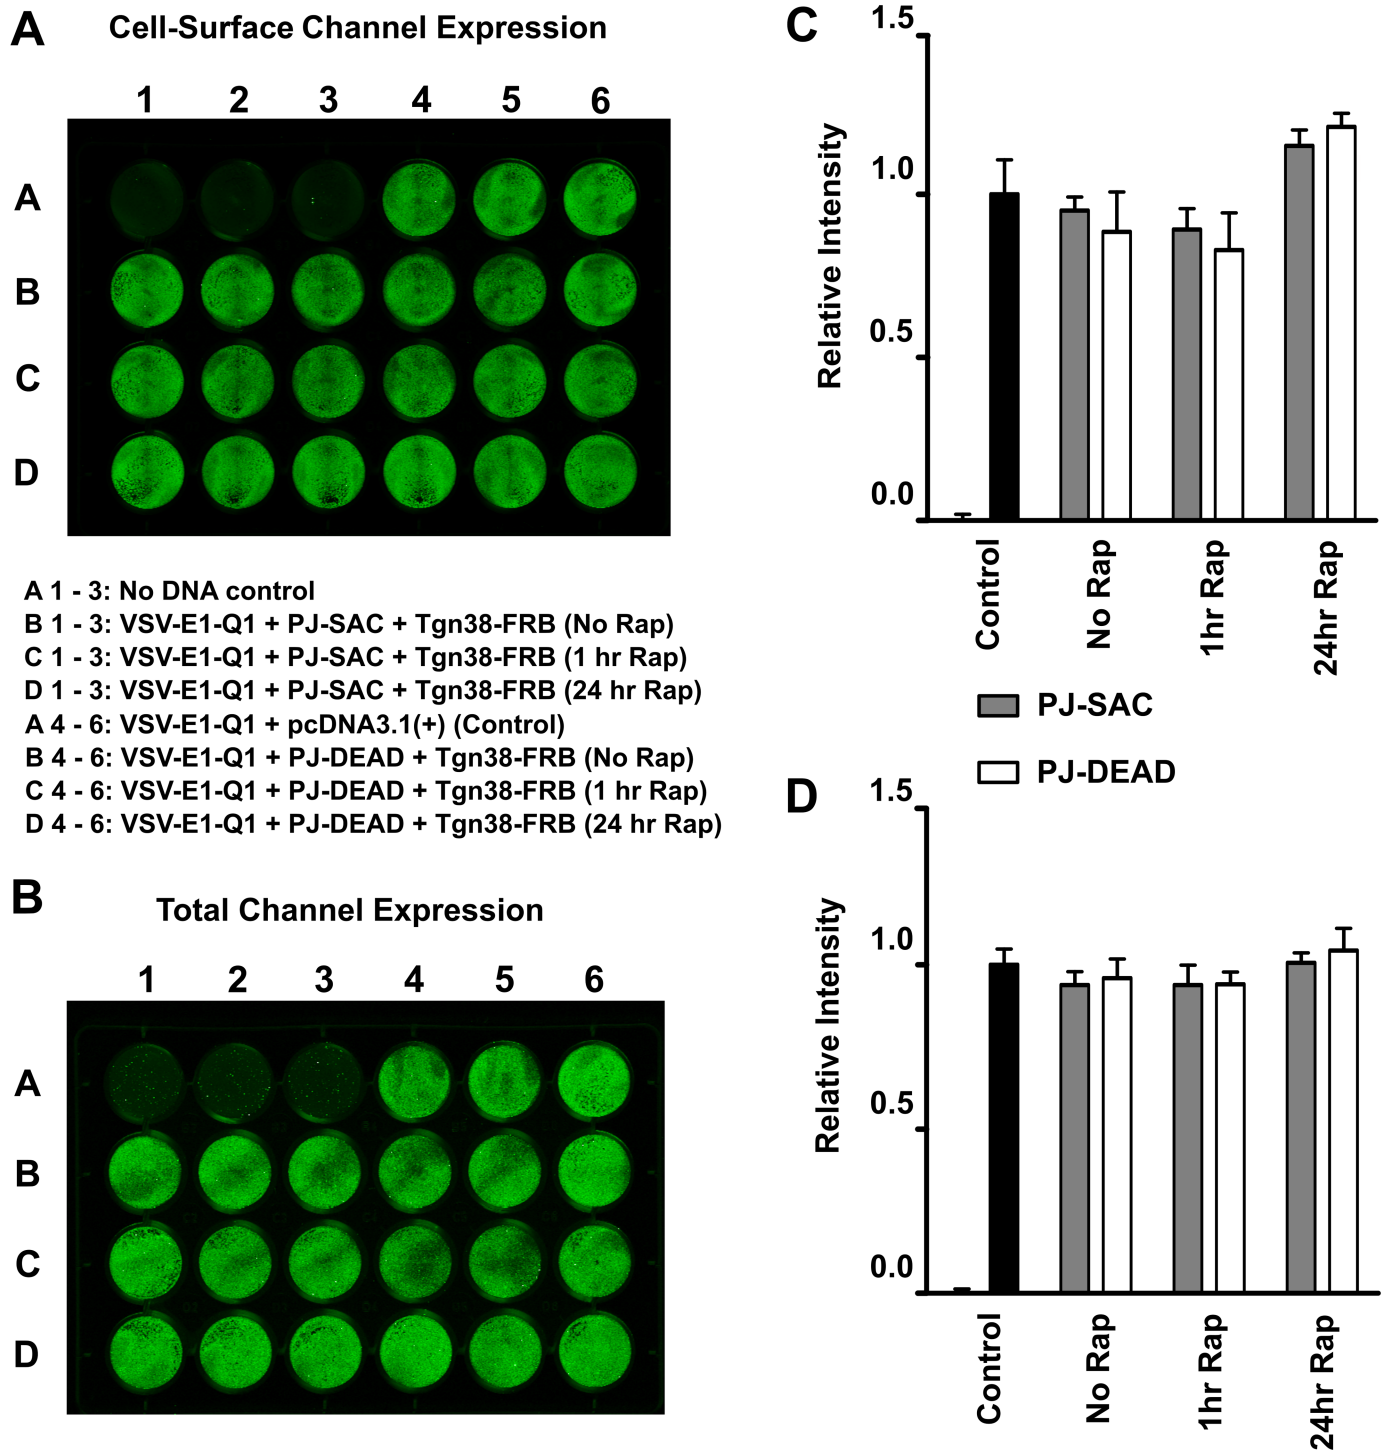 A
Cell-Surface Channel Expression
1 2 3 4 5 6
A
B
C
D
A 1 - 3: No DNA control
B 1 - 3: VSV-E1-Q1 + PJ-SAC + Tgn38-FRB (No Rap)
C 1 - 3: VSV-E1-Q1 + PJ-SAC + Tgn38-FRB (1 hr Rap)
D 1 - 3: VSV-E1-Q1 + PJ-SAC + Tgn38-FRB (24 hr Rap)
A 4 - 6: VSV-E1-Q1 + pcDNA3.1(+) (Control)
B 4 - 6: VSV-E1-Q1 + PJ-DEAD + Tgn38-FRB (No Rap)
C 4 - 6: VSV-E1-Q1 + PJ-DEAD + Tgn38-FRB (1 hr Rap)
D 4 - 6: VSV-E1-Q1 + PJ-DEAD + Tgn38-FRB (24 hr Rap)
B
Total Channel Expression
1 2 3 4 5 6
A
B
C
D
C
Relative Intensity
1.5
1.0
0.5
0.0
Control
No Rap
1hr Rap
24hr Rap
PJ-SAC
PJ-DEAD
D
Relative Intensity
1.5
1.0
0.5
0.0
Control
No Rap
1hr Rap
24hr Rap